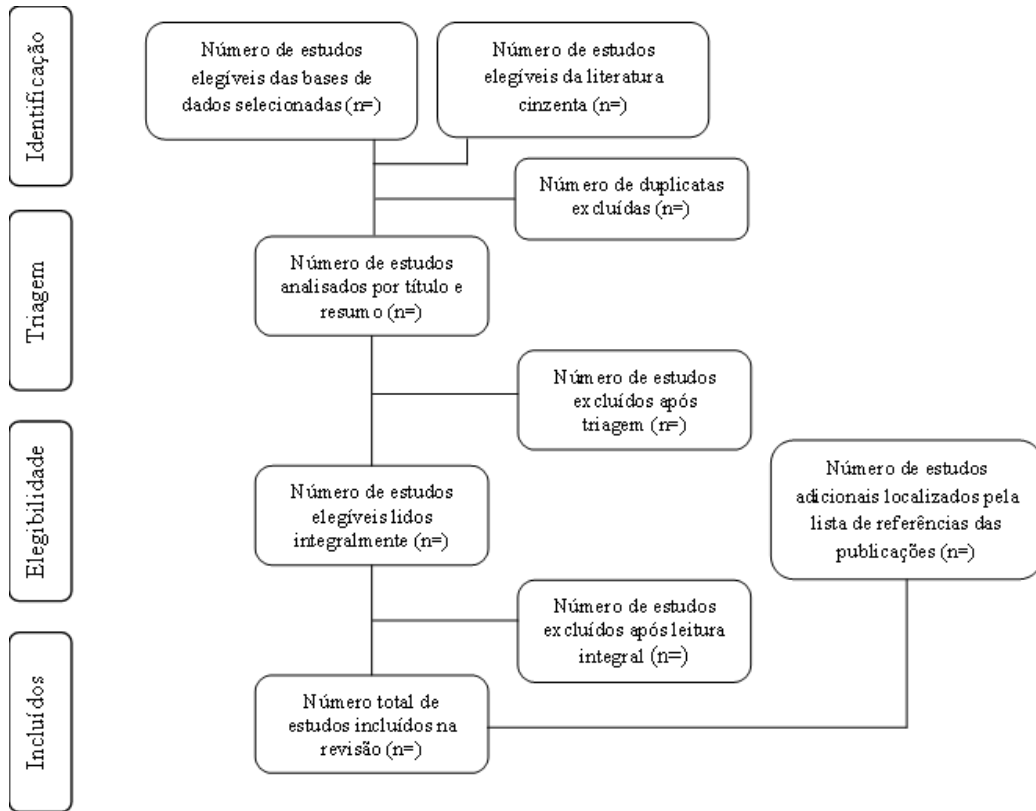 Identificação
Número de estudos
elegíveis das bases de
dados selecionadas (n=)
Número de estudos
elegíveis da literatura
cinzenta (n=)
Número de duplicatas
excluídas (n=)
Triagem
Número de estudos
analisados por título e
resumo (n=)
Número de estudos
excluídos após
triagem (n=)
Elegibilidade
Número de estudos
elegíveis lidos
integralmente (n=)
Número de estudos
adicionais localizados pela
lista de referências das
publicações (n=)
Número de estudos
excluídos após leitura
integral (n=)
Incluídos
Número total de
estudos incluídos na
revisão (n=)